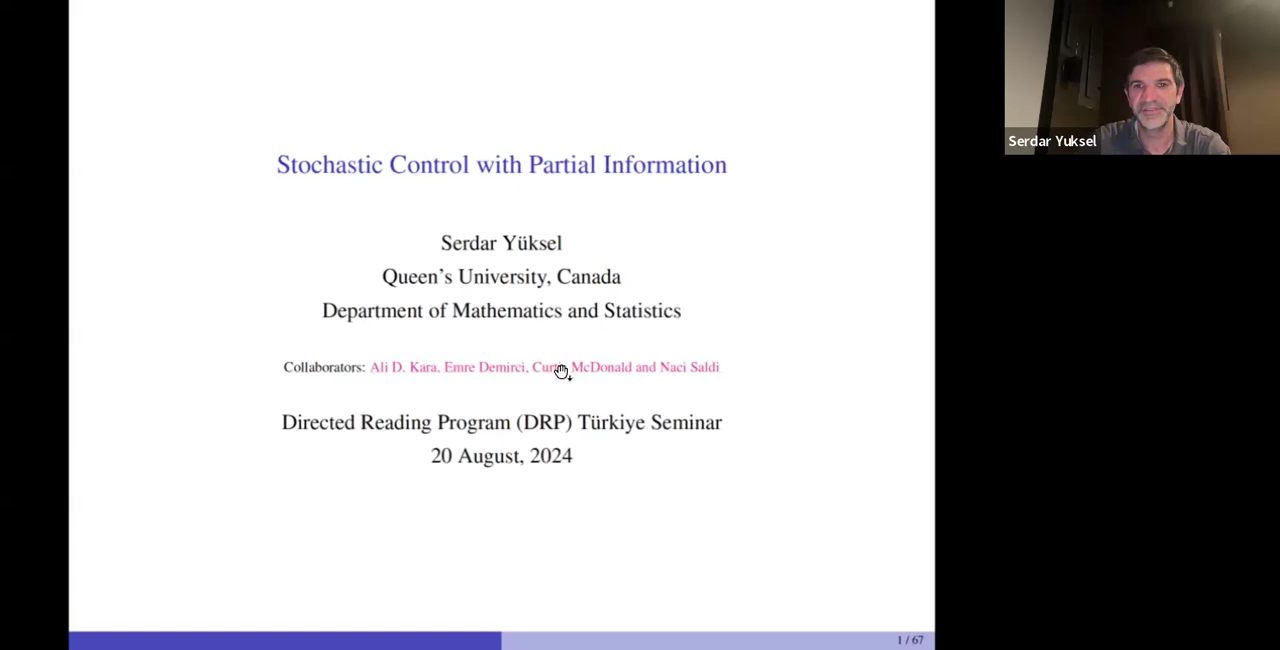 Stochastic Control with Partial Information
Serdar Yüksel
Queen's University, Canada
Department of Mathematics and Statistics
Collaborators: Ali D. Kara, Emre Demirci, McDonald and Naci Saldi
Directed Reading Program (DRP) Türkiye Seminar
20 August, 2024
1 / 67
Serdar Yuksel